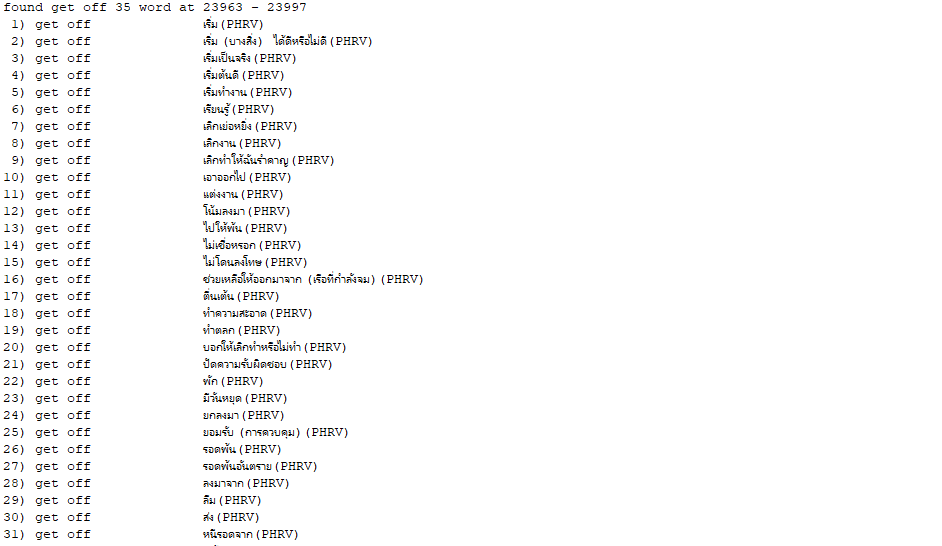 found get off 35 word at 23963 - 23997
1) get off เริ่ม(PHRV)
2) get off เริ่ม (บางสิ่ง) ได้ดีหรือไม่ดี(PHRV)
3) get off เริ่มเป็นจริง(PHRV)
4) get off เริ่มต้นดี(PHRV)
5) get off เริ่มทำงาน(PHRV)
6) get off เรียนรู้(PHRV)
7) get off เลิกเย่อหยิ่ง(PHRV)
8) get off เลิกงาน(PHRV)
9) get off เลิกทำให้ฉันรำคาญ(PHRV)
10) get off เอาออกไป(PHRV)
11) get off แต่งงาน(PHRV)
12) get off โน้มลงมา(PHRV)
13) get off ไปให้พ้น(PHRV)
14) get off ไม่เชื่อหรอก(PHRV)
15) get off ไม่โดนลงโทษ(PHRV)
16) get off ช่วยเหลือให้ออกมาจาก (เรือที่กำลังจม)(PHRV)
17) get off ตื่นเต้น(PHRV)
18) get off ทำความสะอาด(PHRV)
19) get off ทำตลก(PHRV)
20) get off บอกให้เลิกทำหรือไม่ทำ(PHRV)
21) get off ปัดความรับผิดชอบ(PHRV)
22) get off พัก(PHRV)
23) get off มีวันหยุด(PHRV)
24) get off ยกลงมา(PHRV)
25) get off ยอมรับ (การควบคุม)(PHRV)
26) get off รอดพ้น(PHRV)
27) get off รอดพ้นอันตราย(PHRV)
28) get off ลงมาจาก(PHRV)
29) get off ลืม(PHRV)
30) get off ส่ง(PHRV)
31) get off หนีรอดจาก(PHRV)